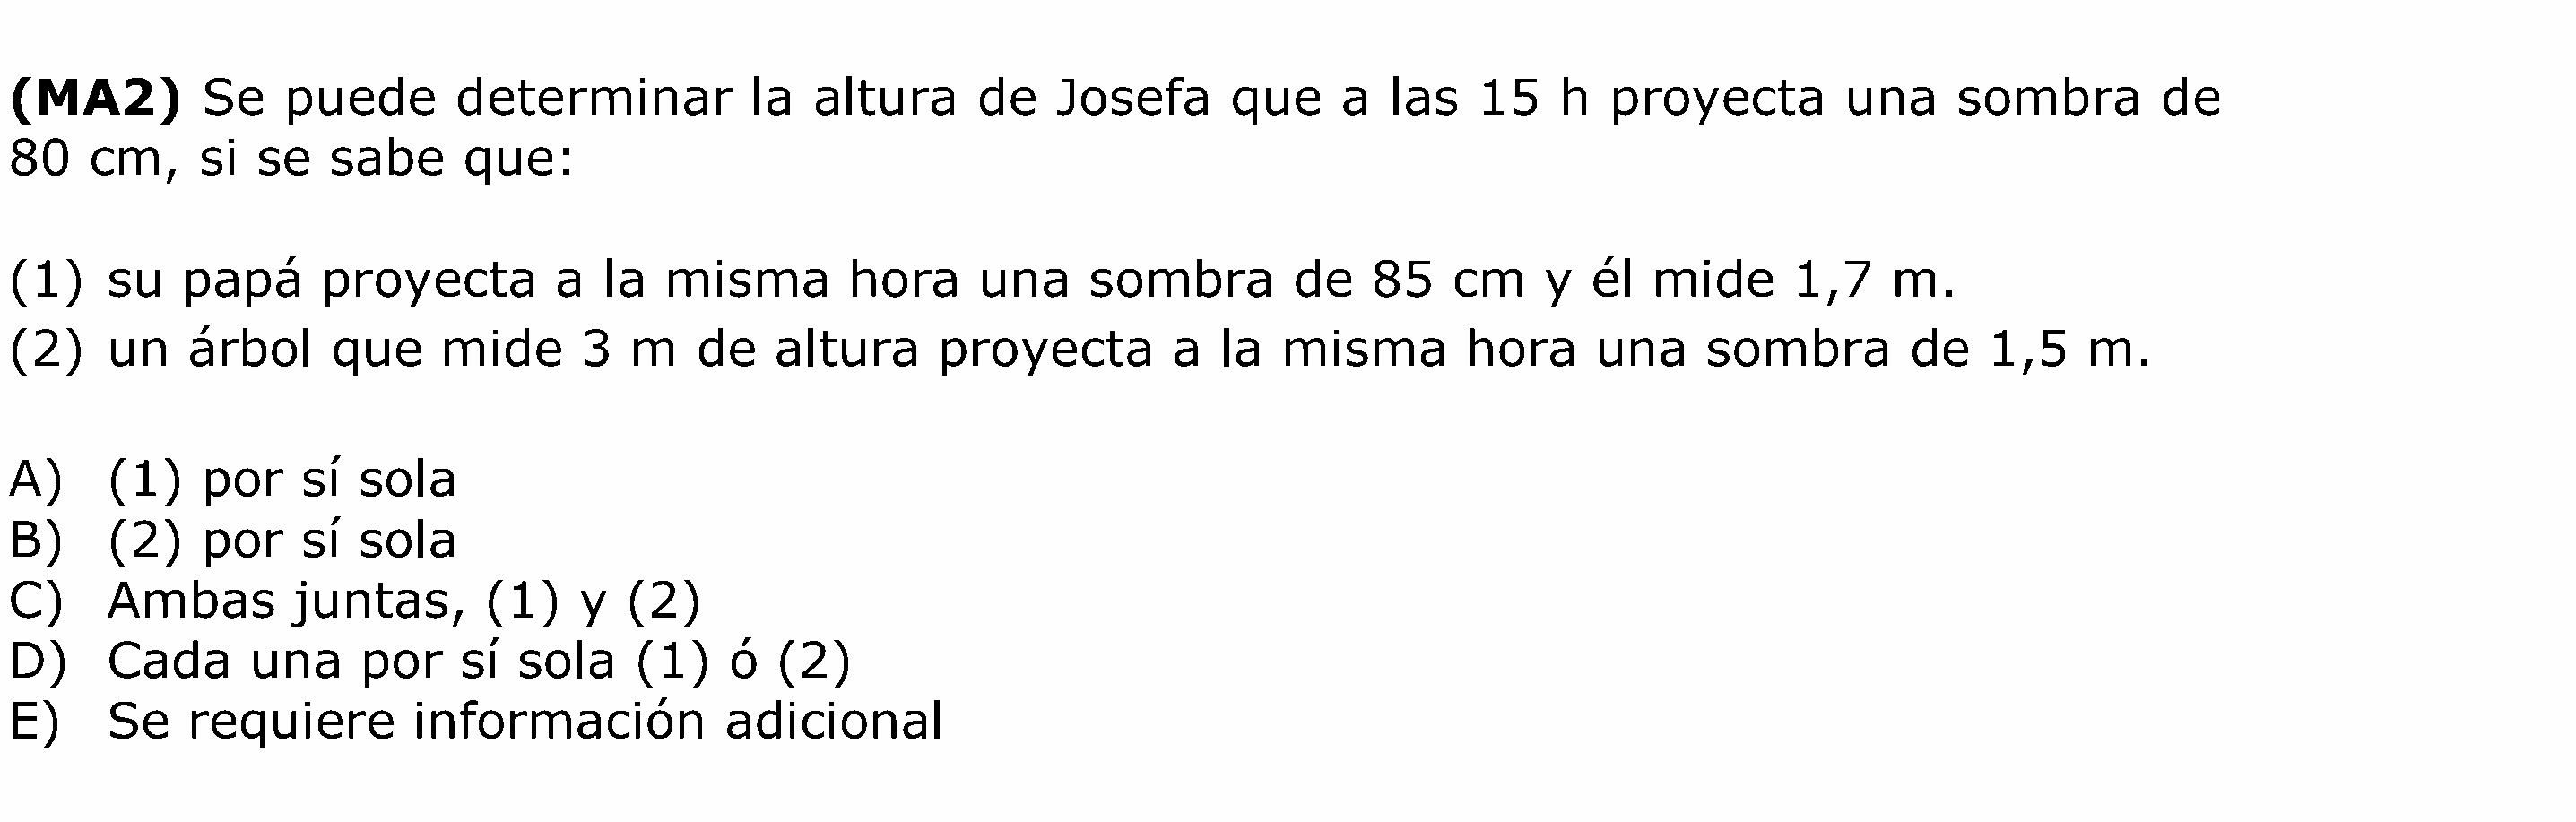 (MA2) Se puede determinar la altura de Josefa que a las 15 h proyecta una sombra de
80 cm, si se sabe que:
(1) su papá proyecta a la misma hora una sombra de 85 cm y él mide 1,7 m.
(2) un árbol que mide 3 m de altura proyecta a la misma hora una sombra de 1,5 m.
A) (1) por sí sola
B) (2) por sí sola
C) Ambas juntas, (1) y (2)
D) Cada una por sí sola (1) ó (2)
E) Se requiere información adicional